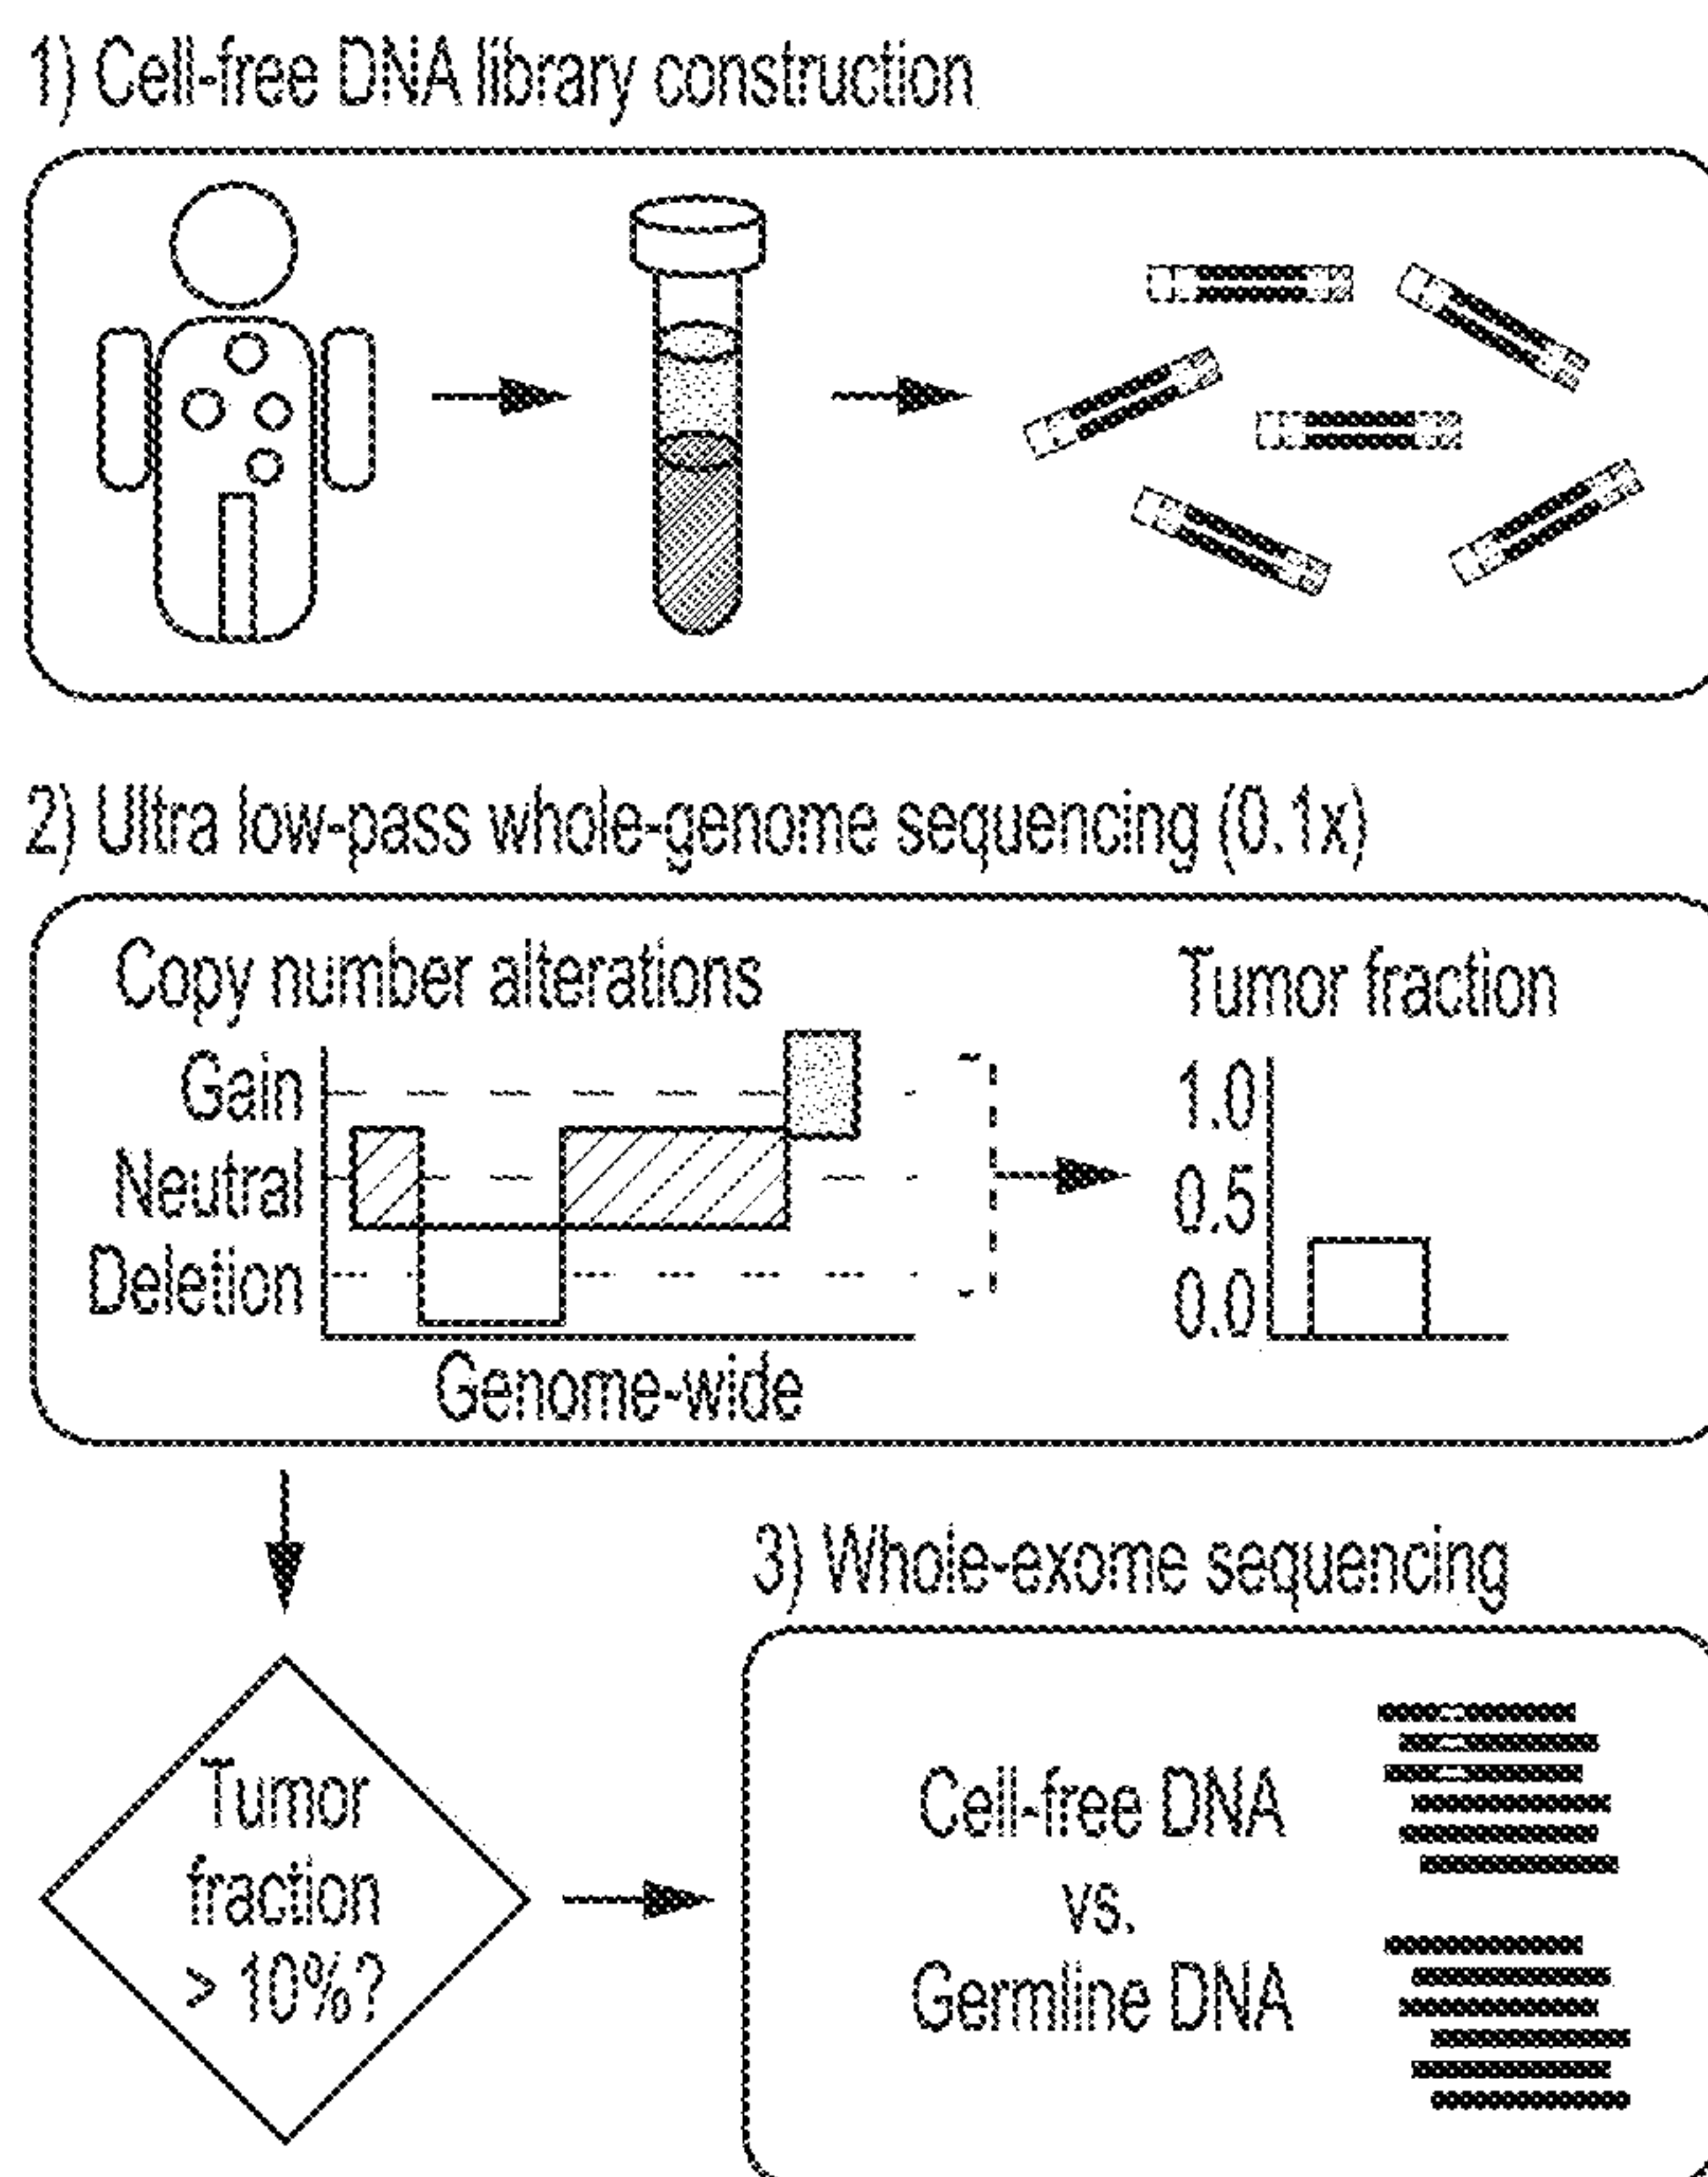 1) Cell-free DNA library construction
2) Ultra low-pass whole-genome sequencing (0.1x)
Copy number alterations
Gain
Neutral
Deletion
Genome-wide
Tumor fraction
1.0
0.5
0.0
Tumor
fraction
> 10%?
3) Whole-exome sequencing
Cell-free DNA
vs.
Germline DNA